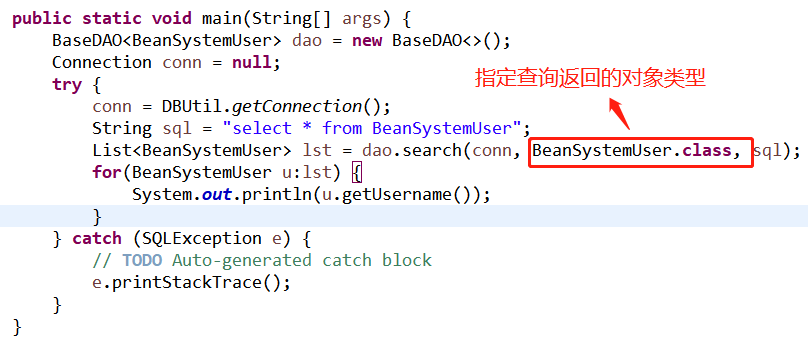 public static void main(String[] args) {
    BaseDAO<BeanSystemUser> dao = new BaseDAO<>();
    Connection conn = null;
    try {
指定查询返回的对象类型
        conn = DBUtil.getConnection();
        String sql = "select * from BeanSystemUser";
        List<BeanSystemUser> lst = dao.search(conn, BeanSystemUser.class, sql);
        for(BeanSystemUser u:lst) {
            System.out.println(u.getUsername());
        }
    } catch (SQLException e) {
        // TODO Auto-generated catch block
        e.printStackTrace();
    }
}